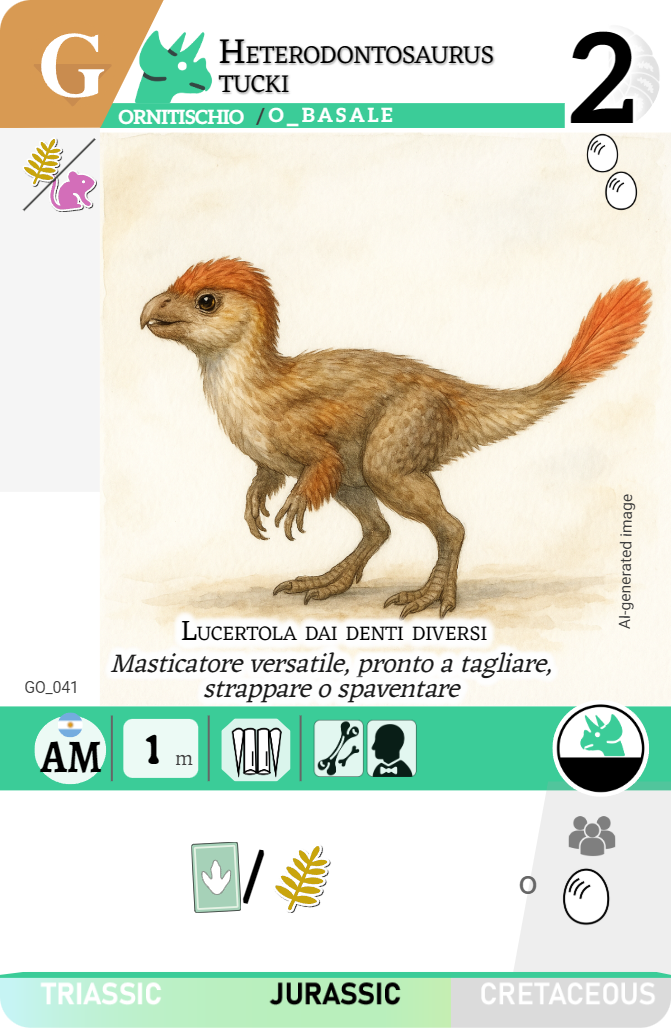 G
HETERODONTOSAURUS
TUCKI
2
ORNITISCHIO /O_BASALE
AI-generated image
LUCERTOLA DAI DENTI DIVERSI
Masticatore versatile, pronto a tagliare,
strappare o spaventare
GO_041
AM
1 m
/
O
TRIASSIC
JURASSIC
CRETACEOUS